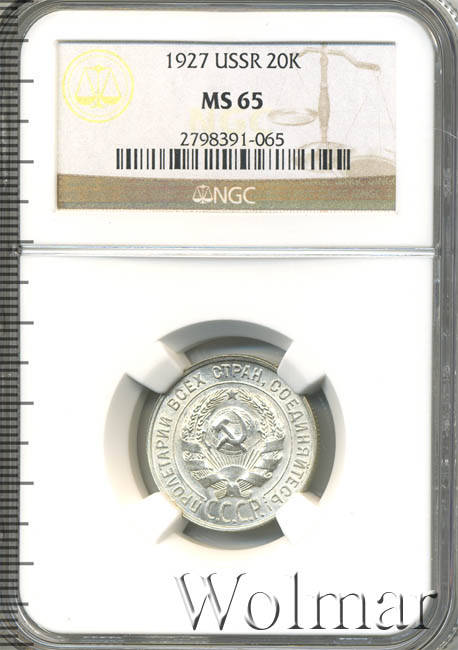 1927 USSR 20K
MS 65
2798391-065
NGC
ПРОЛЕТАРИИ ВСЕХ СТРАН, СОЕДИНЯЙТЕСЬ!
С.С.С.Р.
Wolmar